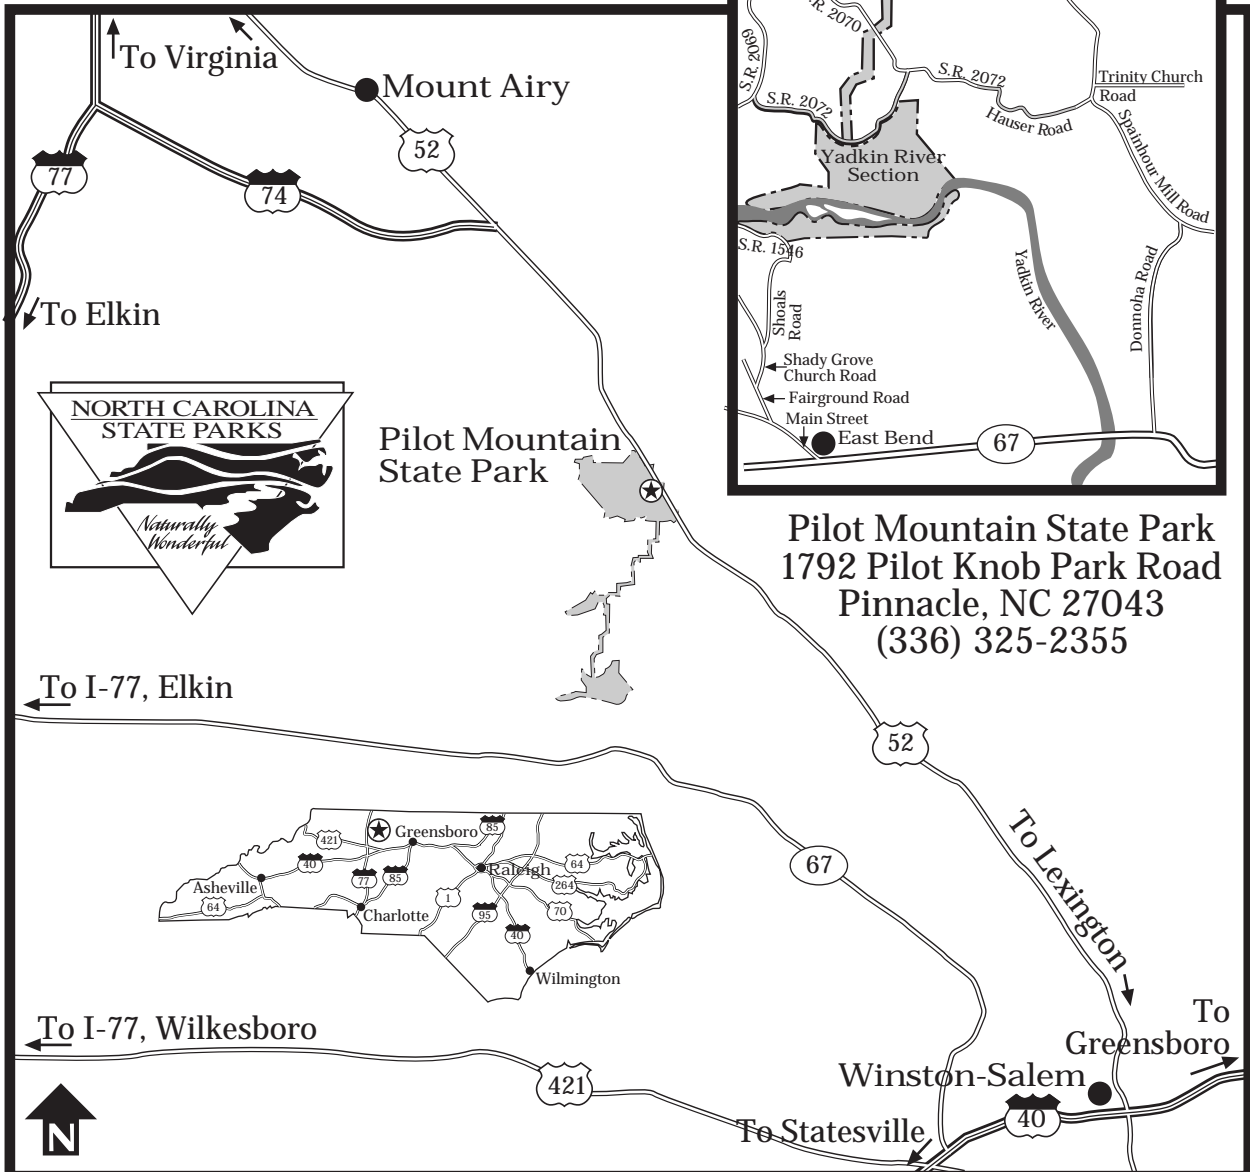 To Virginia
Mount Airy
52
77
74
To Elkin
NORTH CAROLINA
STATE PARKS
Naturally
Wonderful
Pilot Mountain
State Park
S.R. 2070
S.R. 2069
S.R. 2072
S.R. 2072
Trinity Church
Road
Hauser Road
Spainhour Mill Road
Yadkin River
Section
S.R. 1546
Shoals
Road
Yadkin River
Donnoha Road
Shady Grove
Church Road
Fairground Road
Main Street
East Bend
67
Pilot Mountain State Park
1792 Pilot Knob Park Road
Pinnacle, NC 27043
(336) 325-2355
To I-77, Elkin
52
67
To Lexington
421
Greensboro
85
40
77
85
Raleigh
64
264
Asheville
64
Charlotte
1
95
70
40
Wilmington
To I-77, Wilkesboro
421
To
Greensboro
Winston-Salem
40
To Statesville
N